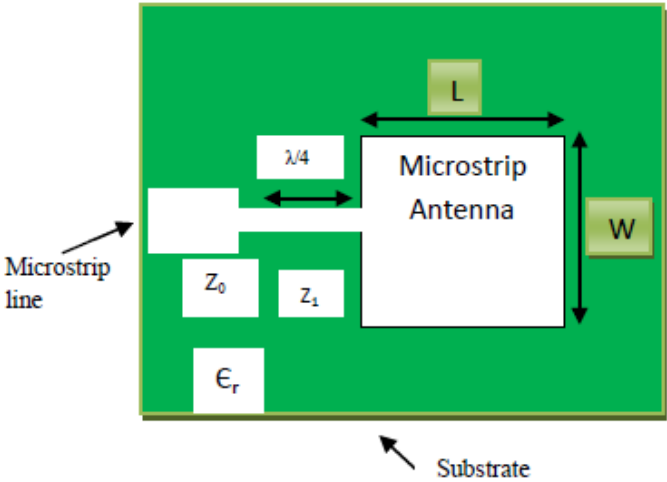 L
λ/4
Microstrip
Antenna
W
Microstrip
line
Z₀
Z₁
Єᵣ
Substrate